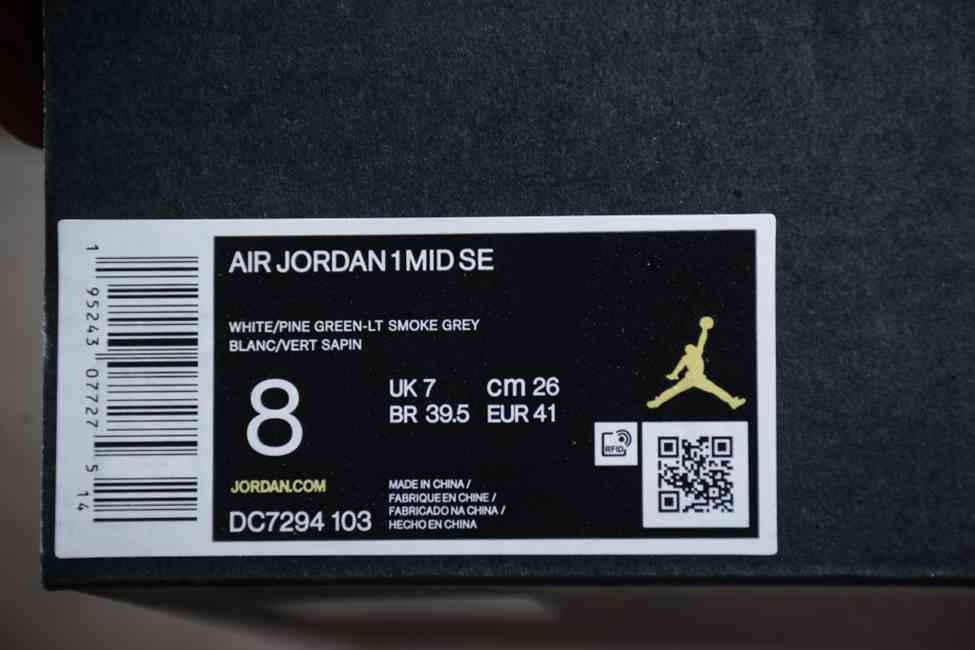 AIR JORDAN 1 MID SE
WHITE/PINE GREEN-LT SMOKE GREY
BLANC/VERT SAPIN
8
UK 7 cm 26
BR 39.5 EUR 41
RFID
JORDAN.COM
DC7294 103
MADE IN CHINA /
FABRIQUE EN CHINE /
FABRICADO NA CHINA /
HECHO EN CHINA
1 95243 07727 5 14